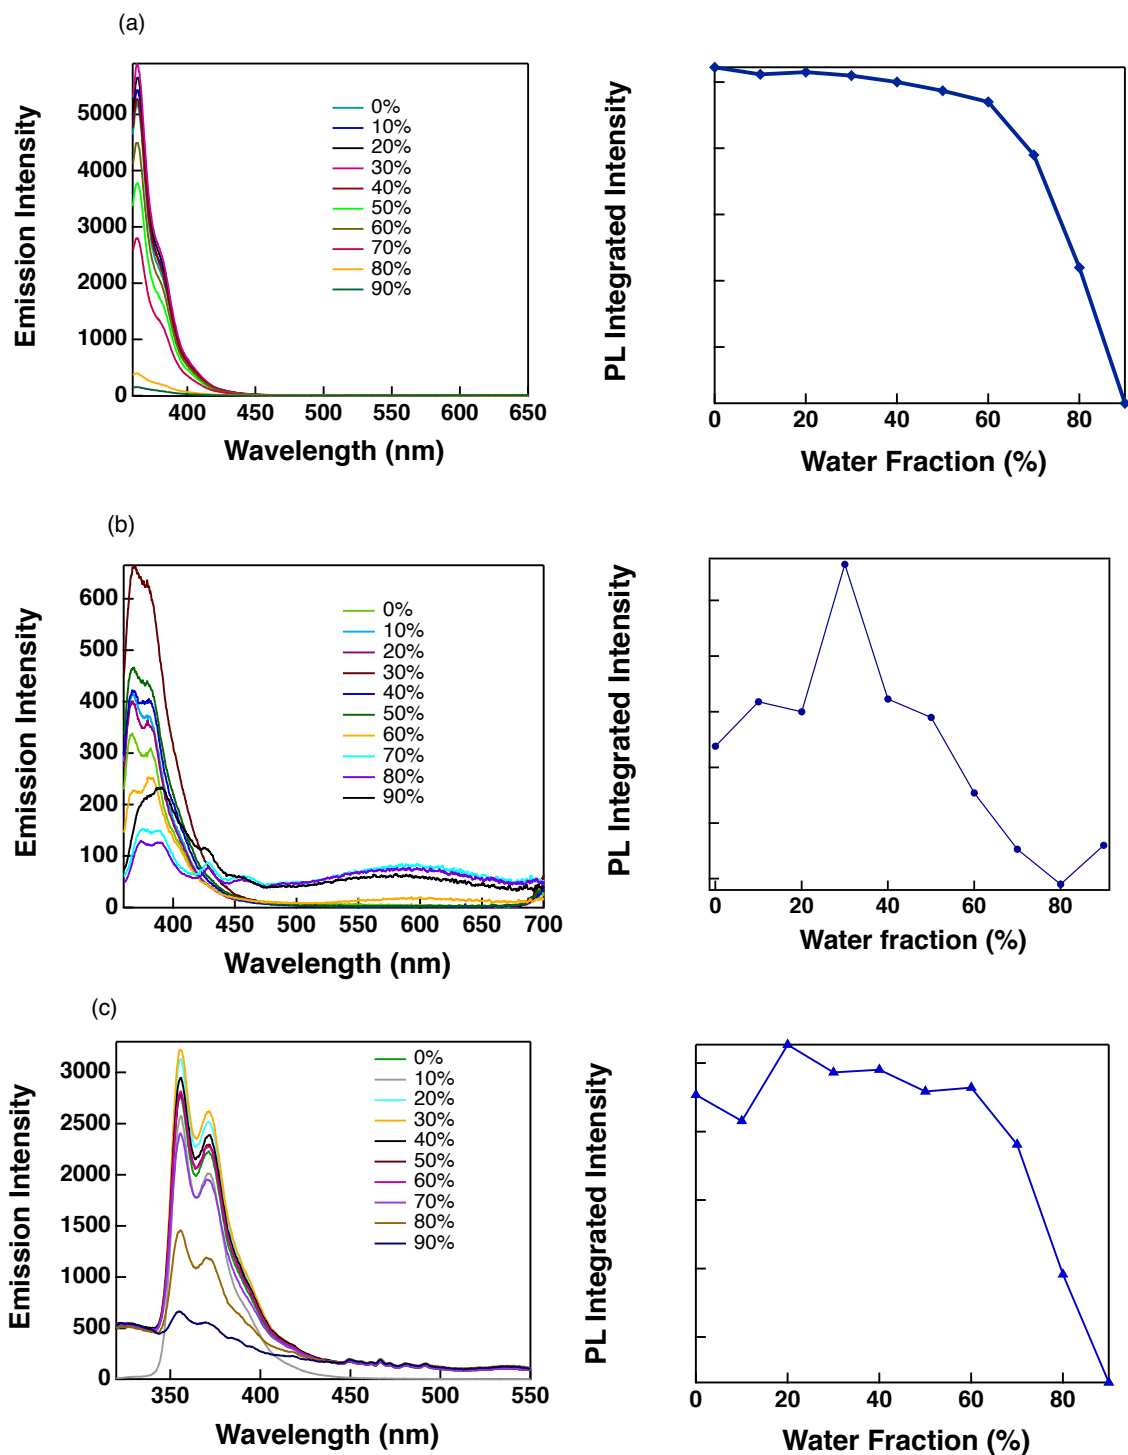 (a)
Emission Intensity
5000
4000
3000
2000
1000
0
0%
10%
20%
30%
40%
50%
60%
70%
80%
90%
400 450 500 550 600 650
Wavelength (nm)
PL Integrated Intensity
0 20 40 60 80
Water Fraction (%)
(b)
Emission Intensity
600
500
400
300
200
100
0
0%
10%
20%
30%
40%
50%
60%
70%
80%
90%
400 450 500 550 600 650 700
Wavelength (nm)
PL Integrated Intensity
0 20 40 60 80
Water fraction (%)
(c)
Emission Intensity
3000
2500
2000
1500
1000
500
0
0%
10%
20%
30%
40%
50%
60%
70%
80%
90%
350 400 450 500 550
Wavelength (nm)
PL Integrated Intensity
0 20 40 60 80
Water Fraction (%)